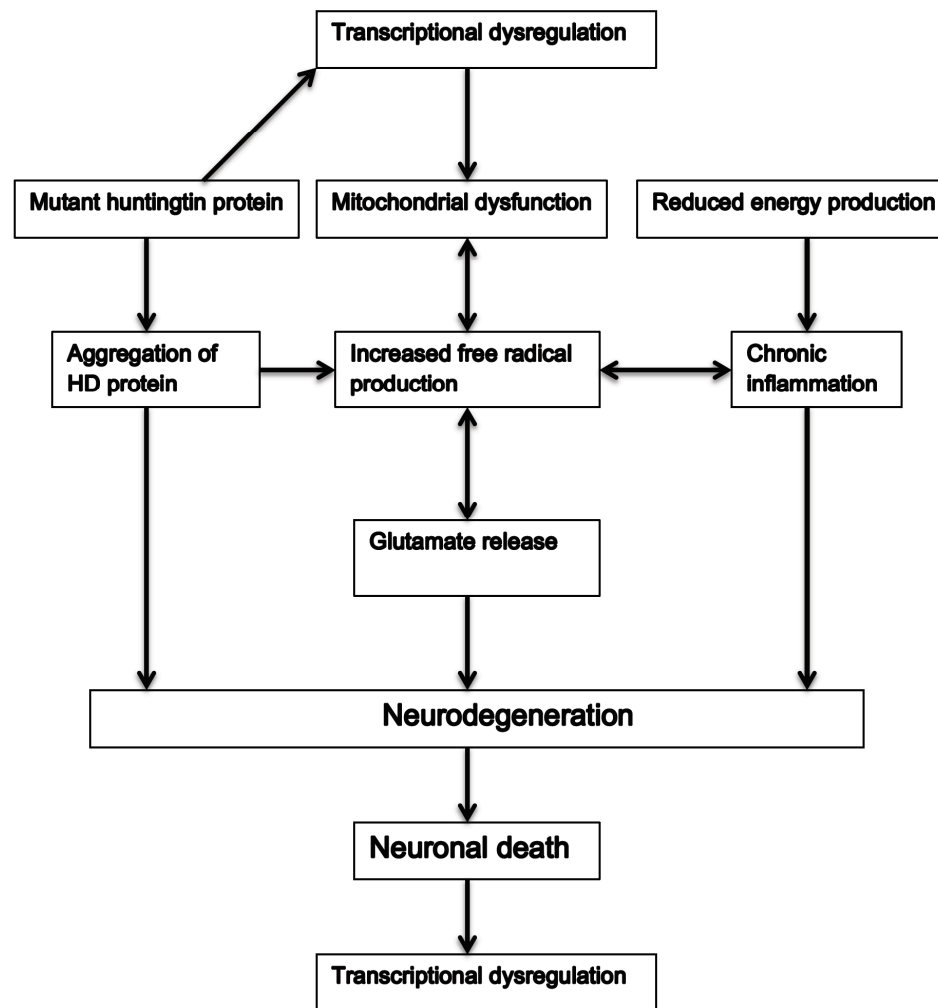 Transcriptional dysregulation
Mutant huntingtin protein
Mitochondrial dysfunction
Reduced energy production
Aggregation of
HD protein
Increased free radical
production
Chronic
inflammation
Glutamate release
Neurodegeneration
Neuronal death
Transcriptional dysregulation